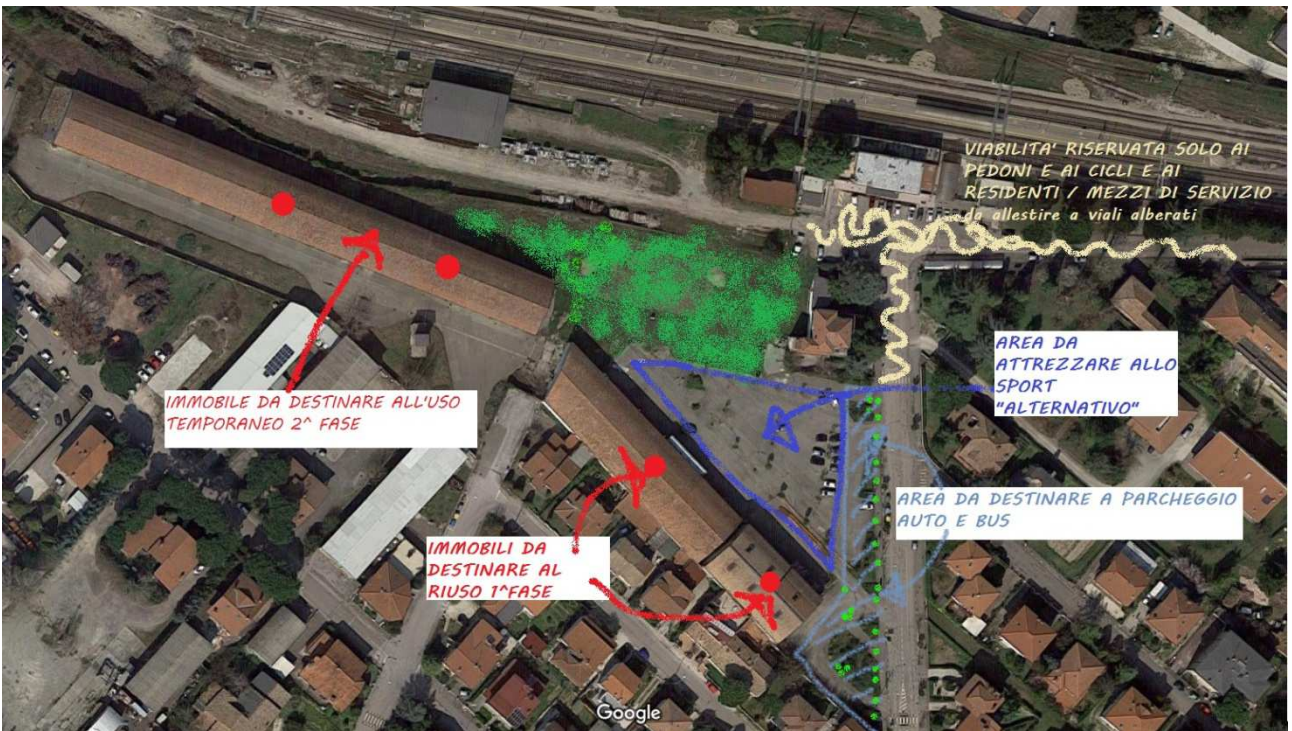 VIABILITA' RISERVATA SOLO AI
PEDONI E AI CICLI E AI
RESIDENTI / MEZZI DI SERVIZIO
da allestire a viali alberati
AREA DA
ATTREZZARE ALLO
SPORT
"ALTERNATIVO"
IMMOBILE DA DESTINARE ALL'USO
TEMPORANEO 2^ FASE
AREA DA DESTINARE A PARCHEGGIO
AUTO E BUS
IMMOBILI DA
DESTINARE AL
RIUSO 1^FASE
Google